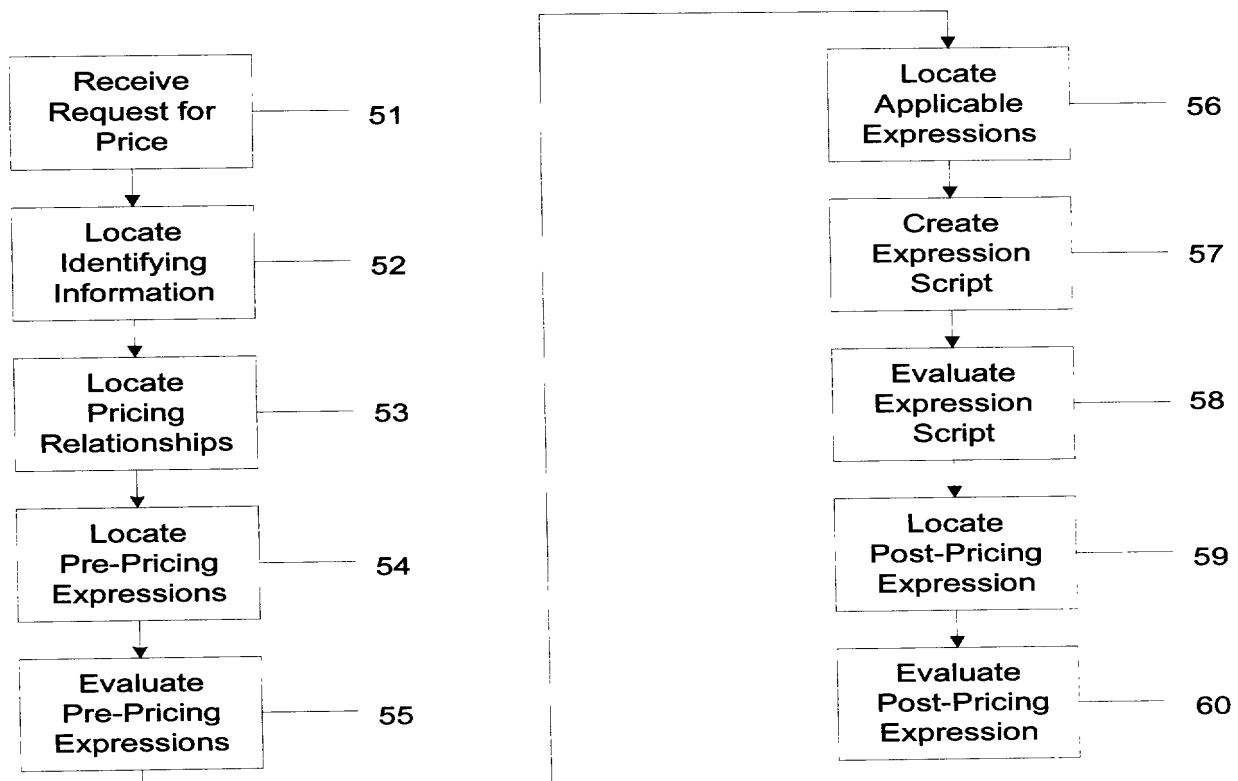 Receive
Request for
Price
51
Locate
Identifying
Information
52
Locate
Pricing
Relationships
53
Locate
Pre-Pricing
Expressions
54
Evaluate
Pre-Pricing
Expressions
55
Locate
Applicable
Expressions
56
Create
Expression
Script
57
Evaluate
Expression
Script
58
Locate
Post-Pricing
Expression
59
Evaluate
Post-Pricing
Expression
60